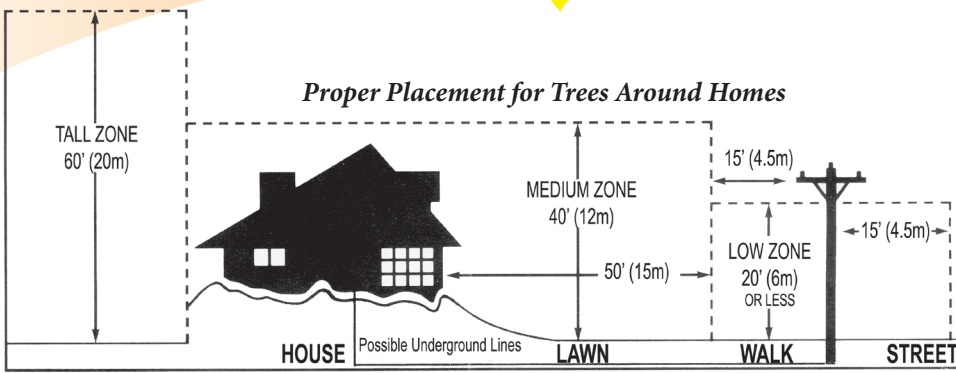 Proper Placement for Trees Around Homes
TALL ZONE
60' (20m)
MEDIUM ZONE
40' (12m)
15' (4.5m)
50' (15m)
LOW ZONE
20' (6m)
OR LESS
15' (4.5m)
HOUSE
Possible Underground Lines
LAWN
WALK
STREET